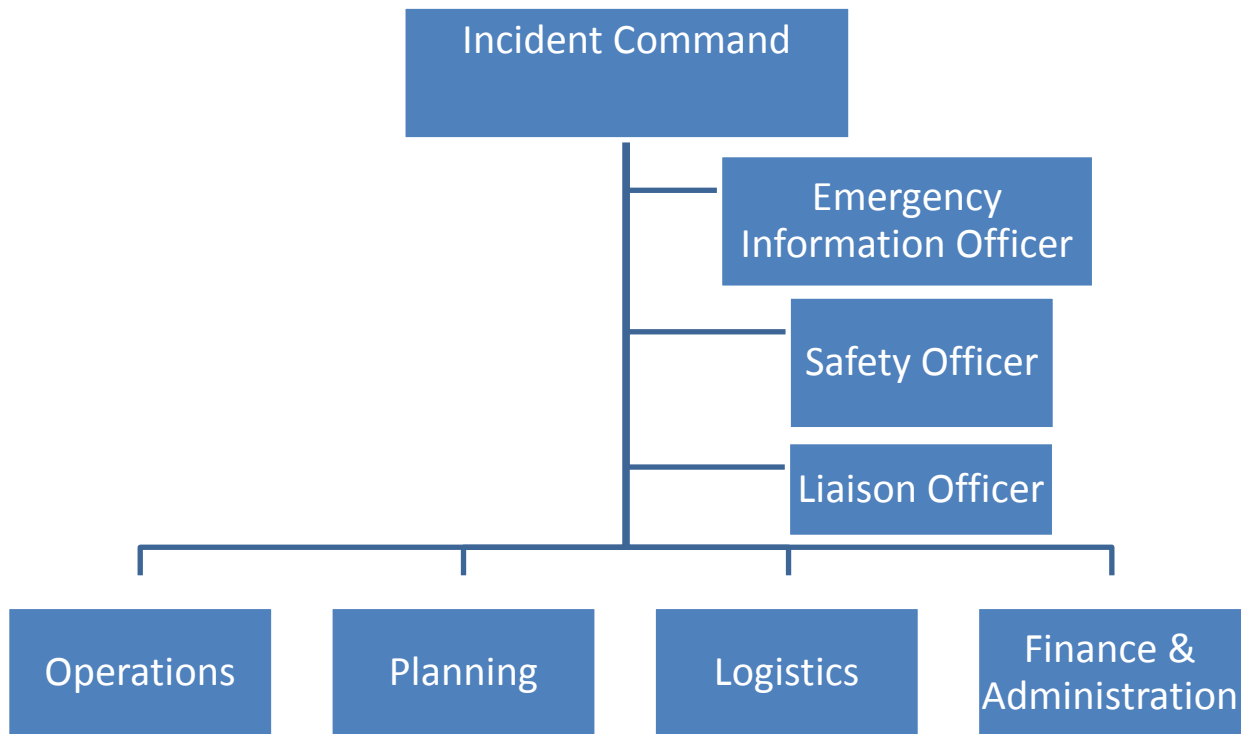 Incident Command
Emergency
Information Officer
Safety Officer
Liaison Officer
Operations
Planning
Logistics
Finance &
Administration